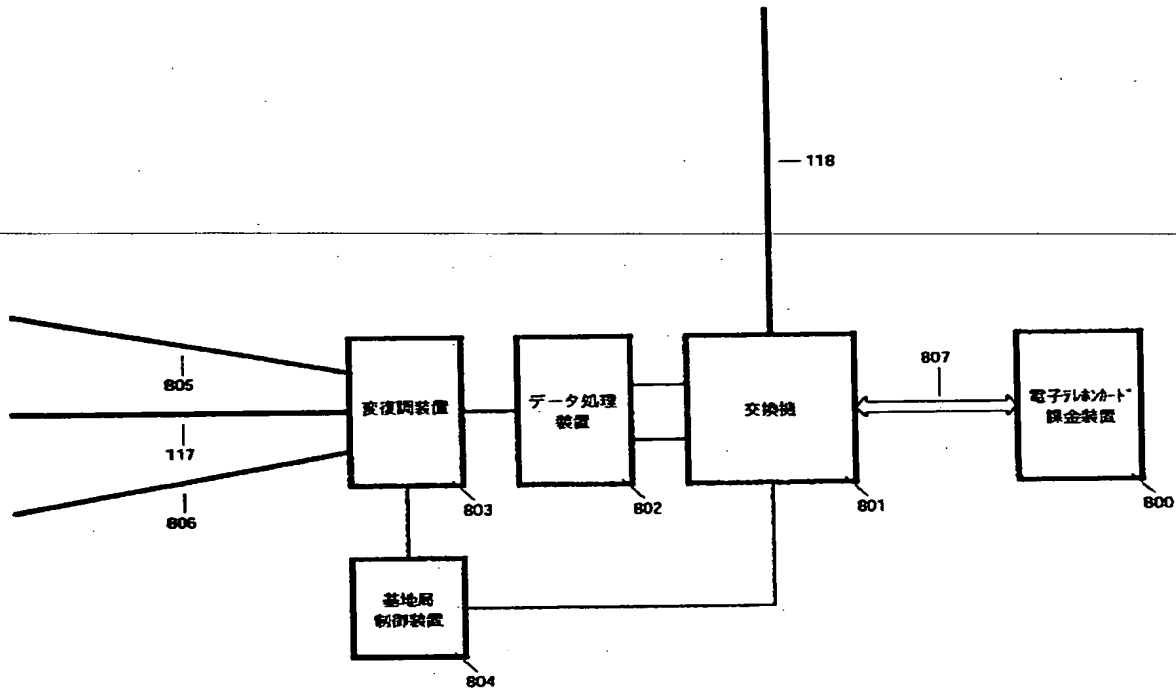 118
805
117
806
変復調装置
803
データ処理
装置
802
交換機
801
807
電子テレホンカード
課金装置
800
基地局
制御装置
804